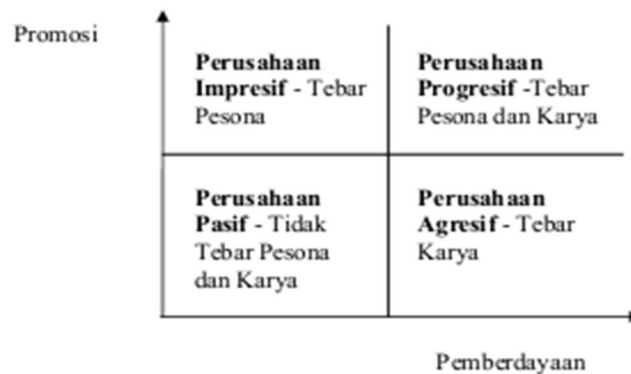 Promosi
Perusahaan
Impresif - Tebar
Pesona
Perusahaan
Progresif -Tebar
Pesona dan Karya
Perusahaan
Pasif - Tidak
Tebar Pesona
dan Karya
Perusahaan
Agresif - Tebar
Karya
Pemberdayaan